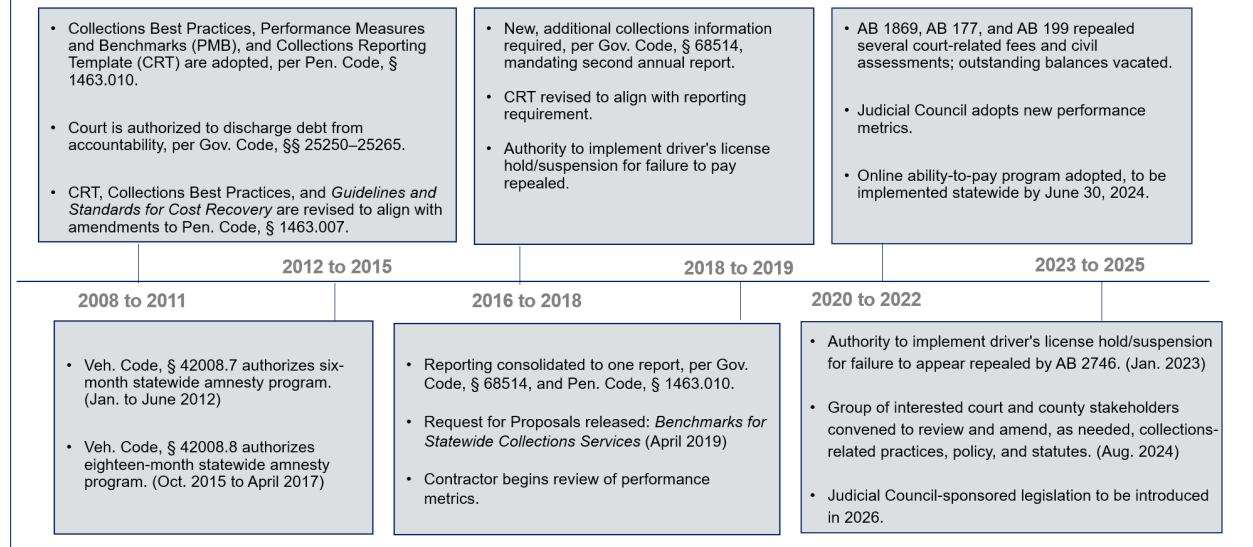 • Collections Best Practices, Performance Measures
and Benchmarks (PMB), and Collections Reporting
Template (CRT) are adopted, per Pen. Code, §
1463.010.
• Court is authorized to discharge debt from
accountability, per Gov. Code, §§ 25250–25265.
• CRT, Collections Best Practices, and Guidelines and
Standards for Cost Recovery are revised to align with
amendments to Pen. Code, § 1463.007.
• New, additional collections information
required, per Gov. Code, § 68514,
mandating second annual report.
• CRT revised to align with reporting
requirement.
• Authority to implement driver's license
hold/suspension for failure to pay
repealed.
• AB 1869, AB 177, and AB 199 repealed
several court-related fees and civil
assessments; outstanding balances vacated.
• Judicial Council adopts new performance
metrics.
• Online ability-to-pay program adopted, to be
implemented statewide by June 30, 2024.
2012 to 2015
2018 to 2019
2023 to 2025
2008 to 2011
2016 to 2018
2020 to 2022
• Veh. Code, § 42008.7 authorizes six-
month statewide amnesty program.
(Jan. to June 2012)
• Veh. Code, § 42008.8 authorizes
eighteen-month statewide amnesty
program. (Oct. 2015 to April 2017)
• Reporting consolidated to one report, per Gov.
Code, § 68514, and Pen. Code, § 1463.010.
• Request for Proposals released: Benchmarks for
Statewide Collections Services (April 2019)
• Contractor begins review of performance
metrics.
• Authority to implement driver's license hold/suspension
for failure to appear repealed by AB 2746. (Jan. 2023)
• Group of interested court and county stakeholders
convened to review and amend, as needed, collections-
related practices, policy, and statutes. (Aug. 2024)
• Judicial Council-sponsored legislation to be introduced
in 2026.